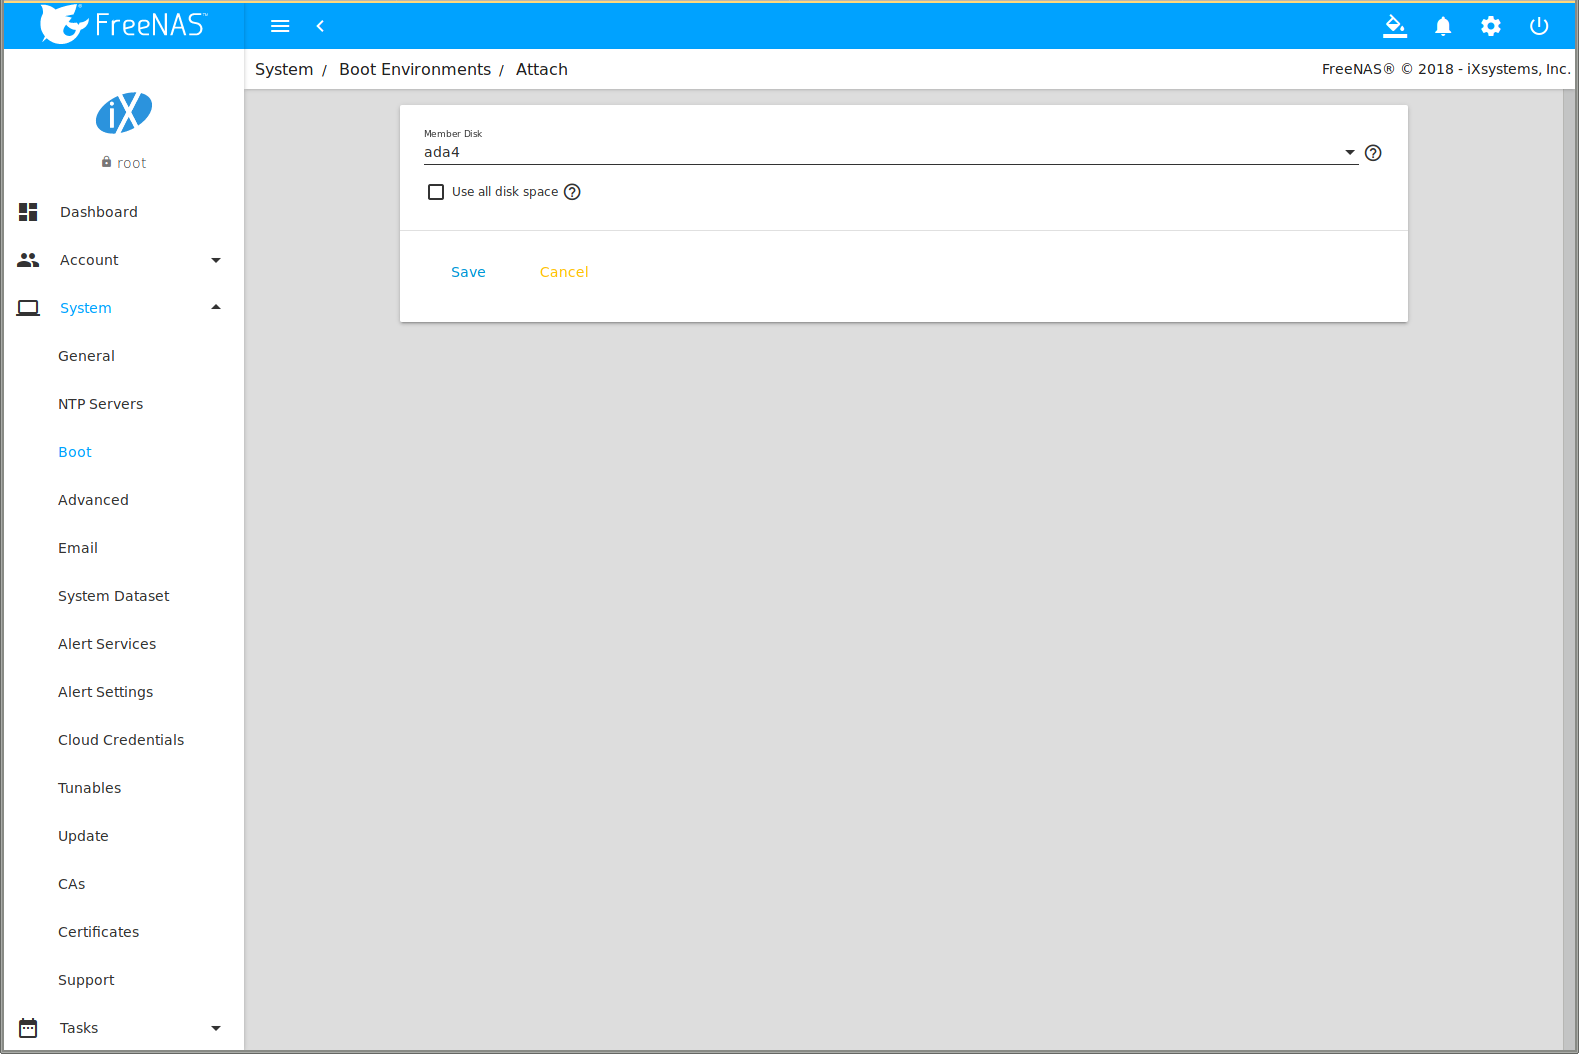 FreeNAS™
System / Boot Environments / Attach
FreeNAS® © 2018 - iXsystems, Inc.
iX
root
Dashboard
Account
System
General
NTP Servers
Boot
Advanced
Email
System Dataset
Alert Services
Alert Settings
Cloud Credentials
Tunables
Update
CAs
Certificates
Support
Tasks
Member Disk
ada4
Use all disk space
Save Cancel